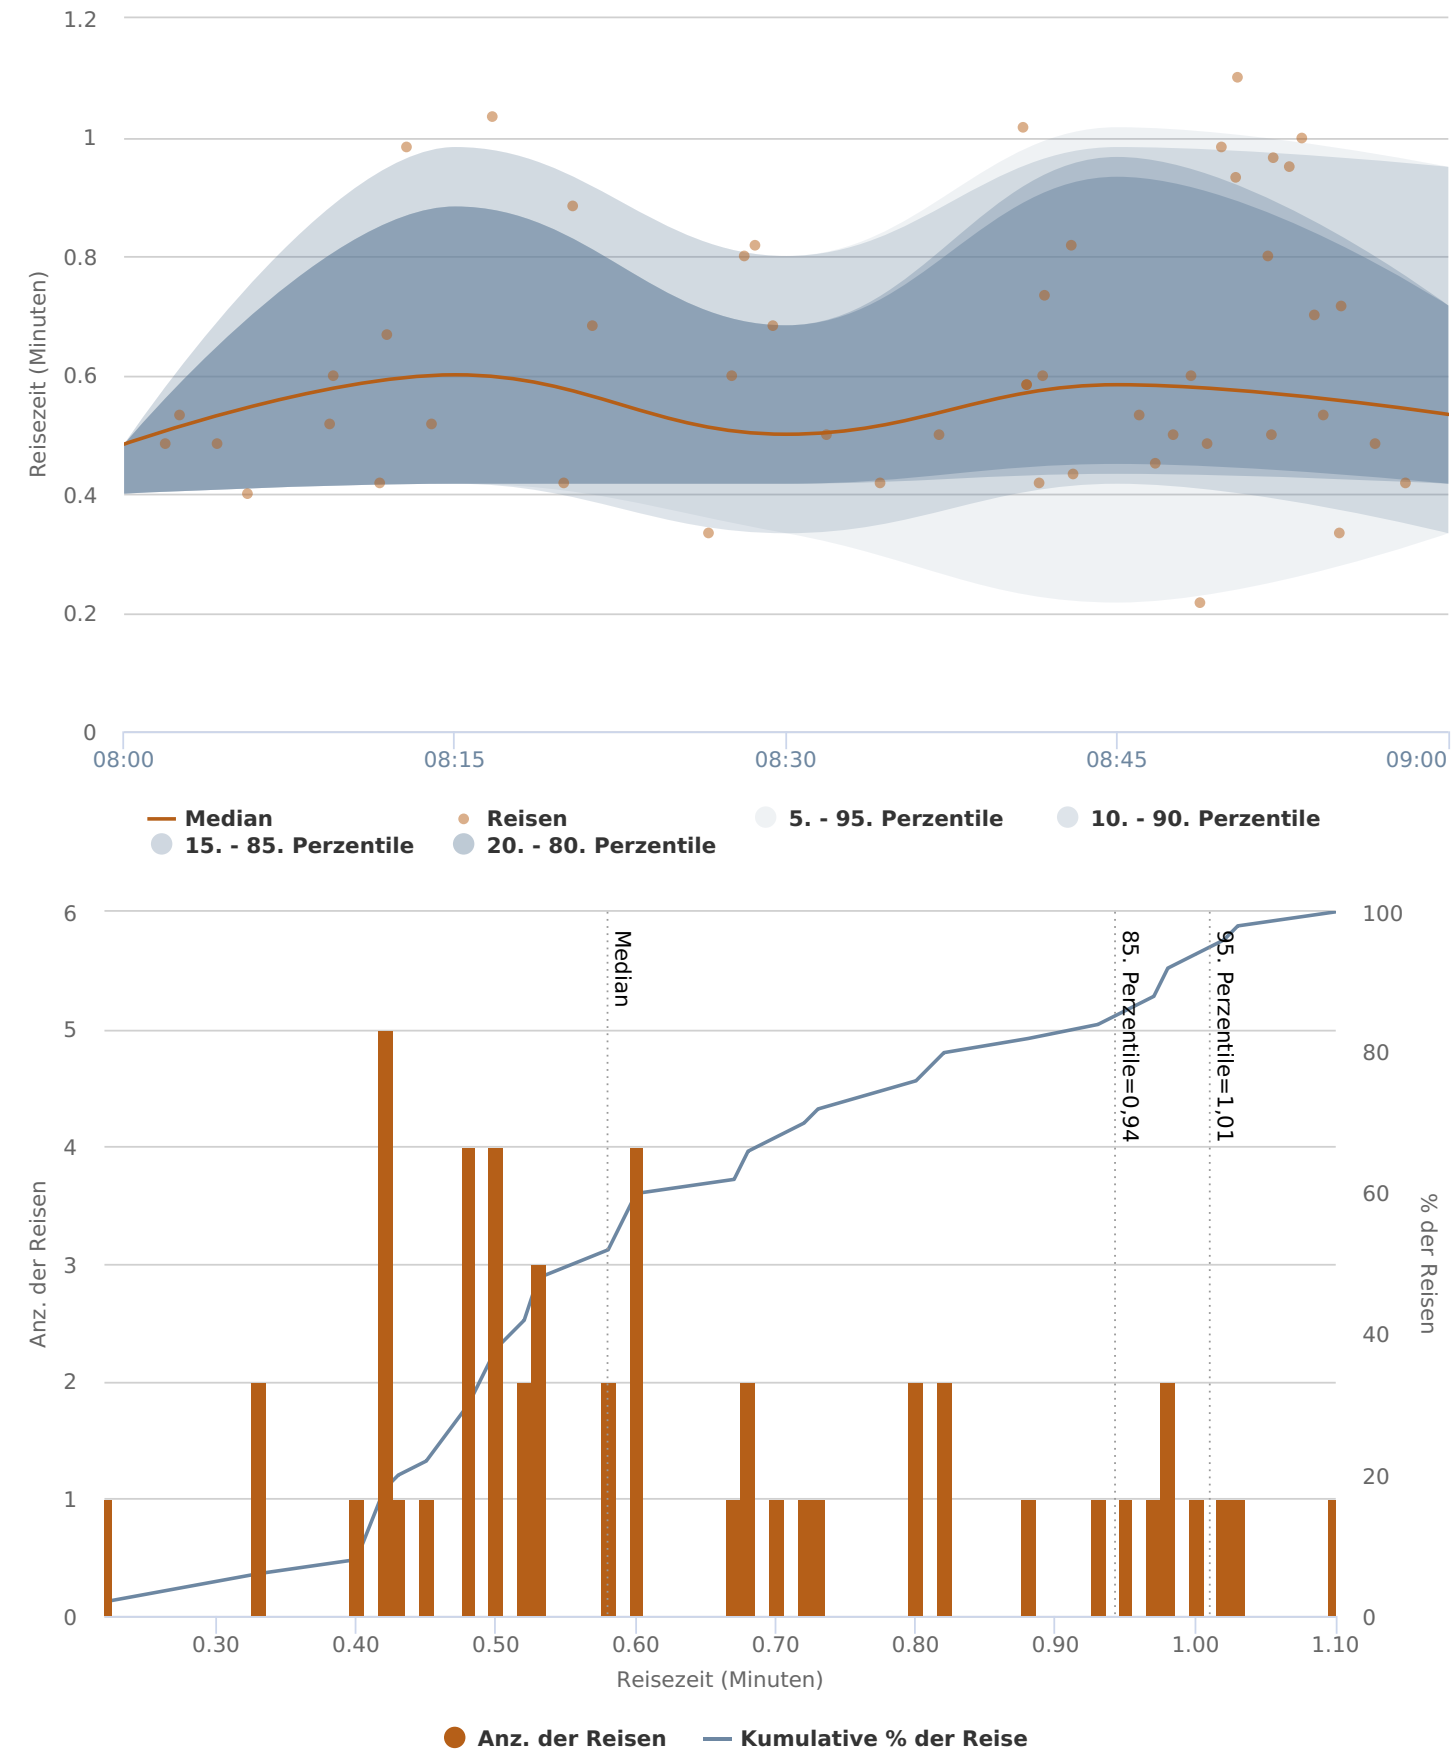 1.2
1
0.8
0.6
0.4
0.2
0
Reisezeit (Minuten)
08:00 08:15 08:30 08:45 09:00
Median Reisen 5. - 95. Perzentile 10. - 90. Perzentile
15. - 85. Perzentile 20. - 80. Perzentile
6
5
4
3
2
1
0
Anz. der Reisen
Median
85. Perzentile=0,94
95. Perzentile=1,01
100
80
60
40
20
0
% der Reisen
0.30 0.40 0.50 0.60 0.70 0.80 0.90 1.00 1.10
Reisezeit (Minuten)
Anz. der Reisen Kumulative % der Reise